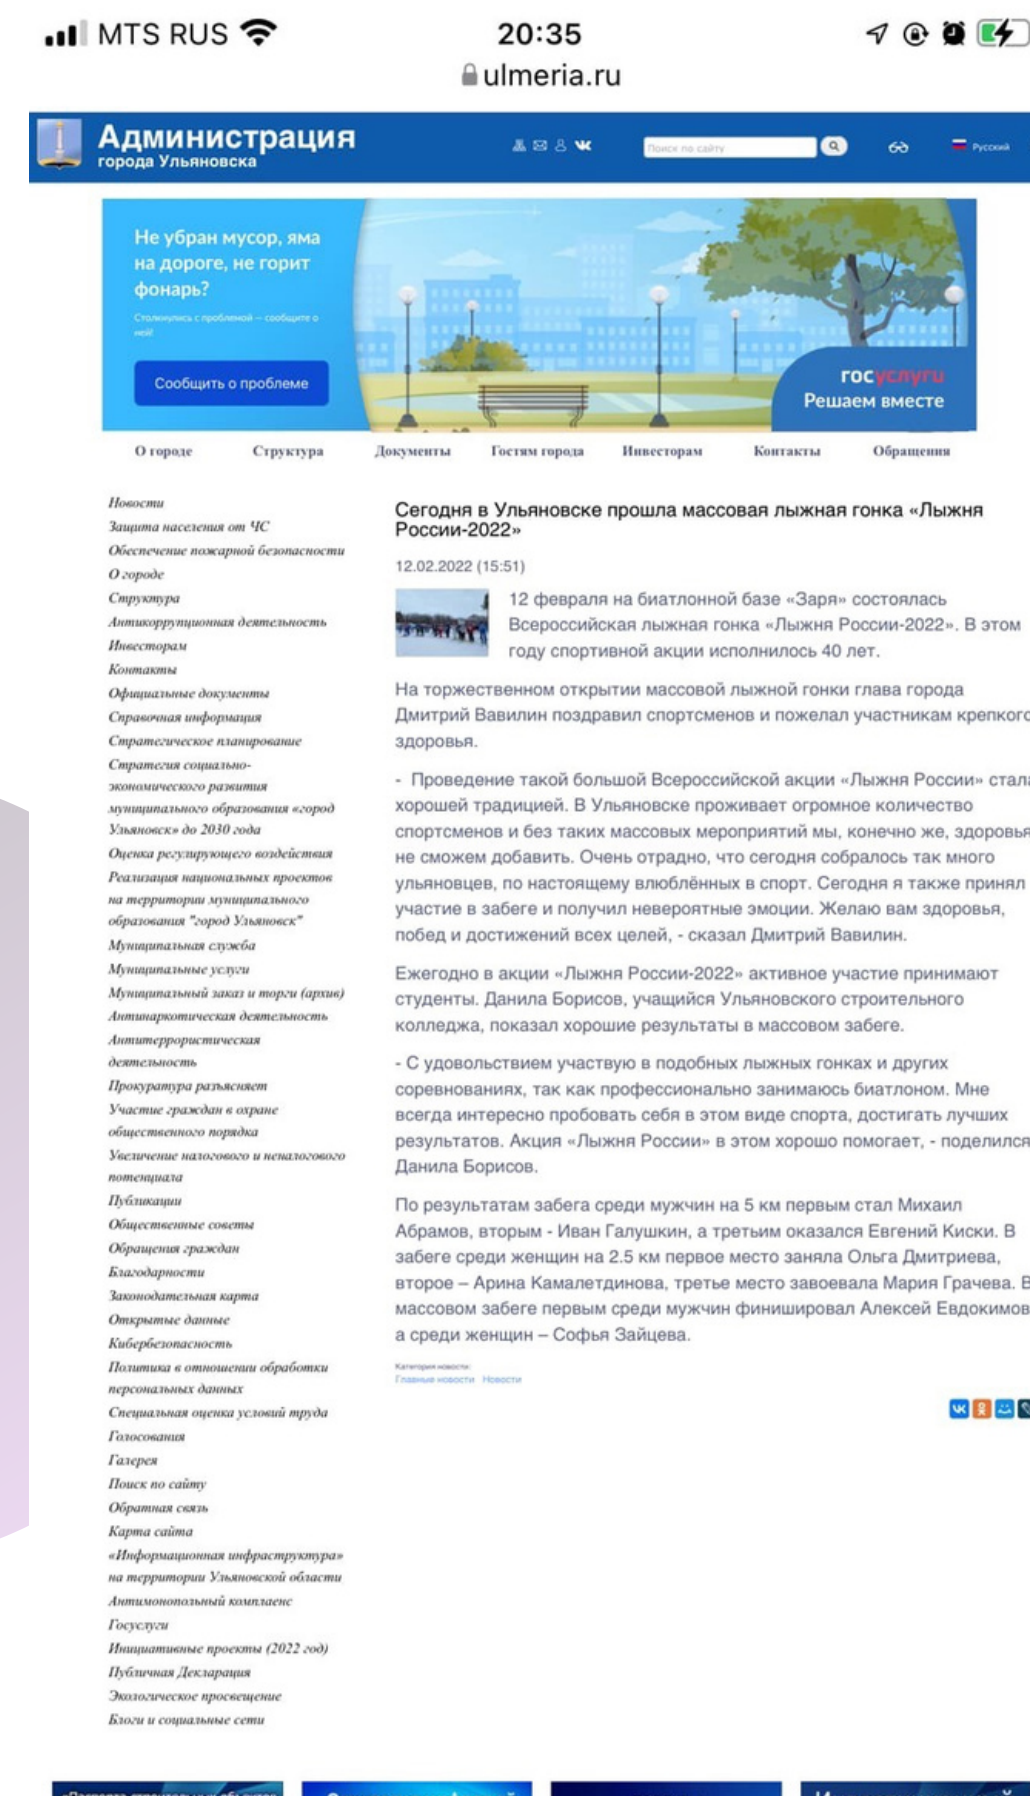 MTS RUS
20:35
ulmeria.ru
Администрация
города Ульяновска
Поиск по сайту
Русский
Не убран мусор, яма
на дороге, не горит
фонарь?
Столкнулись с проблемой — сообщите о
ней!
Сообщить о проблеме
госуслуги
Решаем вместе
О городе
Структура
Документы
Гостям города
Инвесторам
Контакты
Обращения
Новости
Защита населения от ЧС
Обеспечение пожарной безопасности
О городе
Структура
Антикоррупционная деятельность
Инвесторам
Контакты
Официальные документы
Справочная информация
Стратегическое планирование
Стратегия социально-
экономического развития
муниципального образования «город
Ульяновск» до 2030 года
Оценка регулирующего воздействия
Реализация национальных проектов
на территории муниципального
образования "город Ульяновск"
Муниципальная служба
Муниципальные услуги
Муниципальный заказ и торги (архив)
Антинаркотическая деятельность
Антитеррористическая
деятельность
Прокуратура разъясняет
Участие граждан в охране
общественного порядка
Увеличение налогового и неналогового
потенциала
Публикации
Общественные советы
Обращения граждан
Благодарности
Законодательная карта
Открытые данные
Кибербезопасность
Политика в отношении обработки
персональных данных
Специальная оценка условий труда
Голосования
Галерея
Поиск по сайту
Обратная связь
Карта сайта
«Информационная инфраструктура»
на территории Ульяновской области
Антимонопольный комплаенс
Госуслуги
Инициативные проекты (2022 год)
Публичная Декларация
Экологическое просвещение
Блоги и социальные сети
Сегодня в Ульяновске прошла массовая лыжная гонка «Лыжня
России-2022»
12.02.2022 (15:51)
12 февраля на биатлонной базе «Заря» состоялась
Всероссийская лыжная гонка «Лыжня России-2022». В этом
году спортивной акции исполнилось 40 лет.
На торжественном открытии массовой лыжной гонки глава города
Дмитрий Вавилин поздравил спортсменов и пожелал участникам крепкого
здоровья.
- Проведение такой большой Всероссийской акции «Лыжня России» стала
хорошей традицией. В Ульяновске проживает огромное количество
спортсменов и без таких массовых мероприятий мы, конечно же, здоровья
не сможем добавить. Очень отрадно, что сегодня собралось так много
ульяновцев, по настоящему влюблённых в спорт. Сегодня я также принял
участие в забеге и получил невероятные эмоции. Желаю вам здоровья,
побед и достижений всех целей, - сказал Дмитрий Вавилин.
Ежегодно в акции «Лыжня России-2022» активное участие принимают
студенты. Данила Борисов, учащийся Ульяновского строительного
колледжа, показал хорошие результаты в массовом забеге.
- С удовольствием участвую в подобных лыжных гонках и других
соревнованиях, так как профессионально занимаюсь биатлоном. Мне
всегда интересно пробовать себя в этом виде спорта, достигать лучших
результатов. Акция «Лыжня России» в этом хорошо помогает, - поделился
Данила Борисов.
По результатам забега среди мужчин на 5 км первым стал Михаил
Абрамов, вторым - Иван Галушкин, а третьим оказался Евгений Киски. В
забеге среди женщин на 2.5 км первое место заняла Ольга Дмитриева,
второе – Арина Камалетдинова, третье место завоевала Мария Грачева. В
массовом забеге первым среди мужчин финишировал Алексей Евдокимов
а среди женщин – Софья Зайцева.
Категория новости:
Главные новости Новости